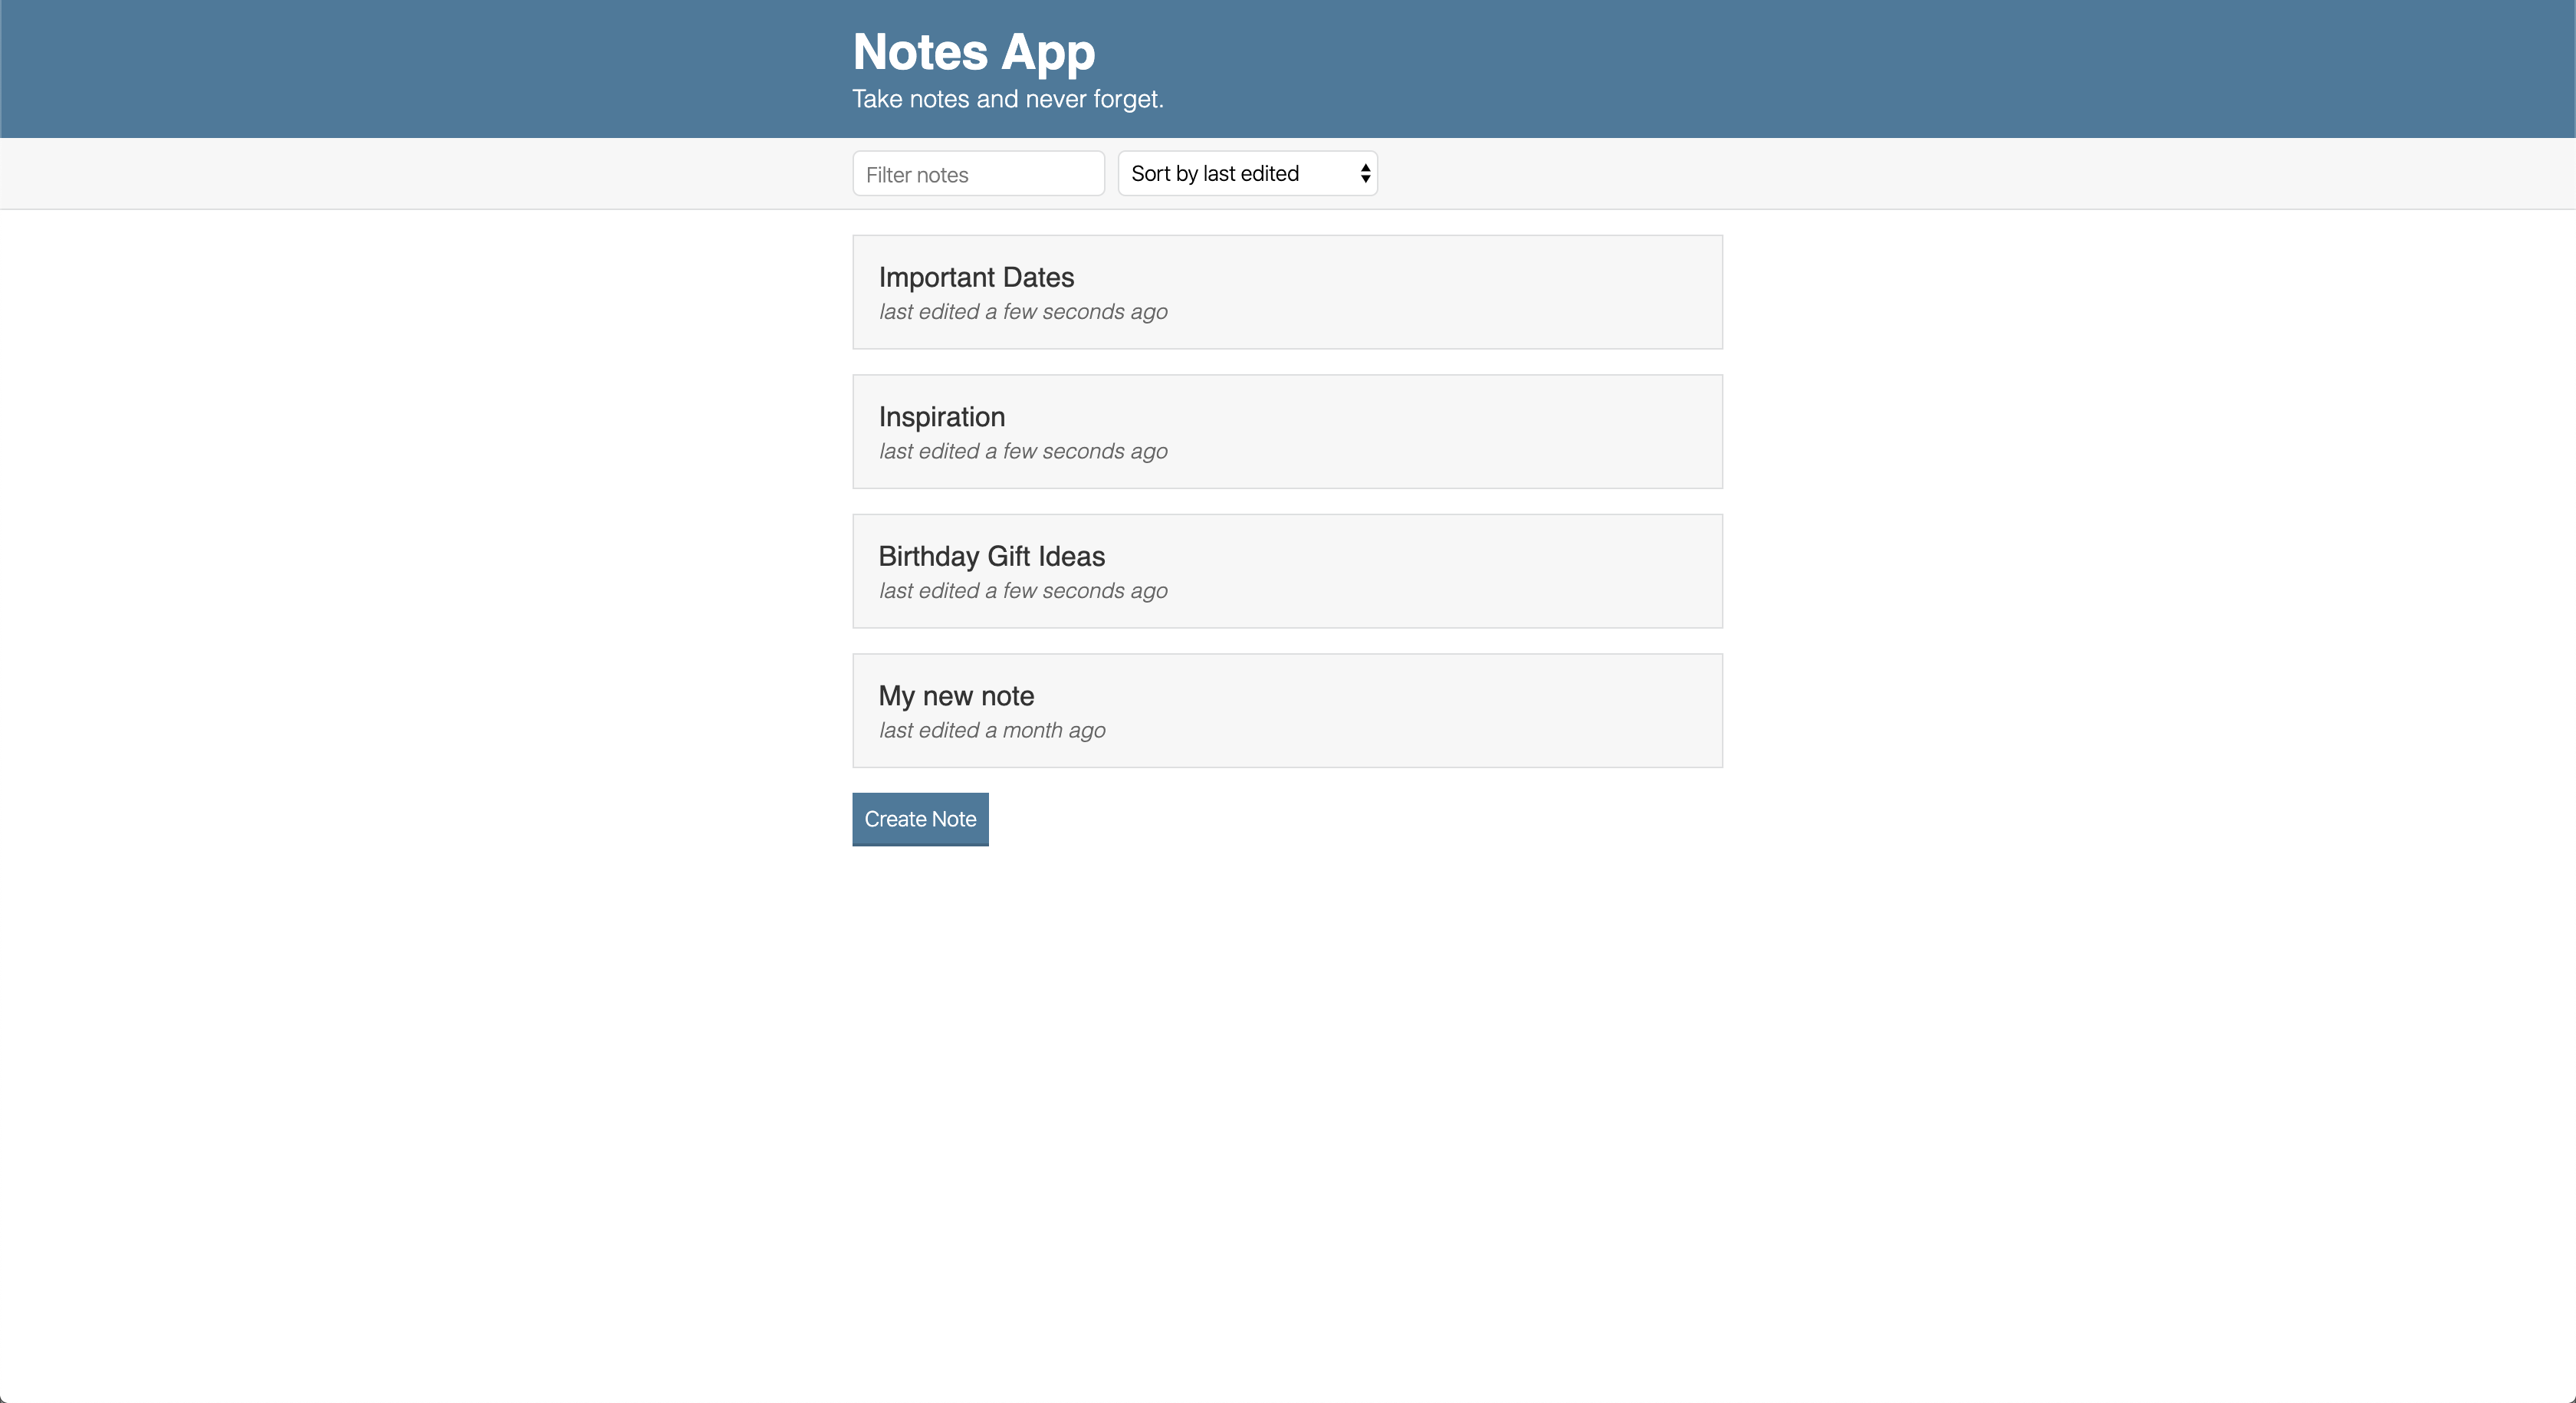 Notes App
Take notes and never forget.
Filter notes
Sort by last edited
Important Dates
last edited a few seconds ago
Inspiration
last edited a few seconds ago
Birthday Gift Ideas
last edited a few seconds ago
My new note
last edited a month ago
Create Note